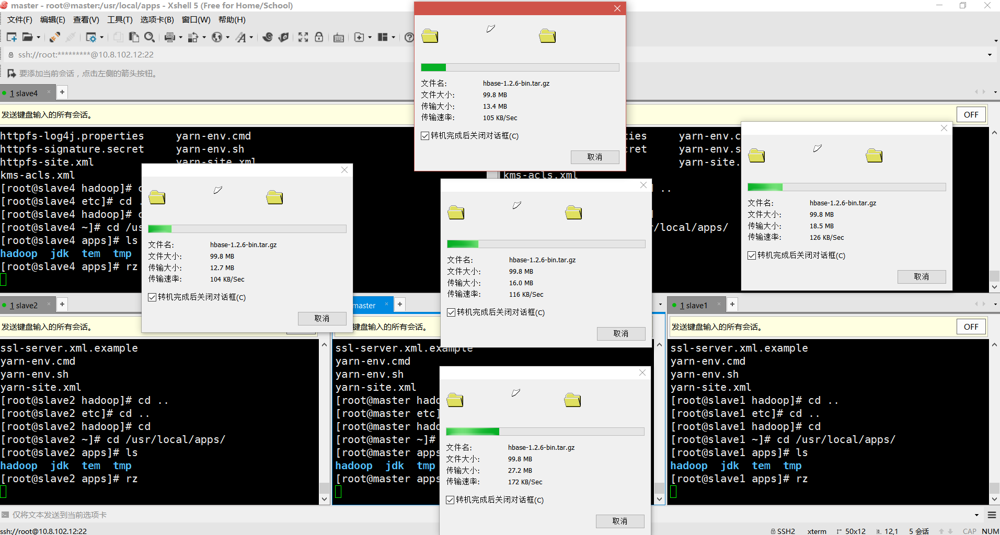 master - root@master:/usr/local/apps - Xshell 5 (Free for Home/School)
文件(F) 编辑(E) 查看(V) 工具(T) 选项卡(B) 窗口(W) 帮助(H)
ssh://root:*********@10.8.102.12:22
要添加当前会话，点击左侧的箭头按钮。
1 slave4
发送键盘输入的所有会话。
OFF
httpfs-log4j.properties yarn-env.cmd
httpfs-signature.secret yarn-env.sh
httpfs-site.xml yarn-site.xml
kms-acls.xml
[root@slave4 hadoop]#
[root@slave4 etc]# cd
[root@slave4 hadoop]#
[root@slave4 ~]# cd /us
[root@slave4 apps]# ls
hadoop jdk tem tmp
[root@slave4 apps]# rz
文件名: hbase-1.2.6-bin.tar.gz
文件大小: 99.8 MB
传输大小: 13.4 MB
传输速率: 105 KB/Sec
转机完成后关闭对话框(C)
取消
ties yarn-env.c
cret yarn-env.s
yarn-site.
kms-acls.xml
..
r/local/apps/
文件名: hbase-1.2.6-bin.tar.gz
文件大小: 99.8 MB
传输大小: 18.5 MB
传输速率: 126 KB/Sec
转机完成后关闭对话框(C)
取消
文件名: hbase-1.2.6-bin.tar.gz
文件大小: 99.8 MB
传输大小: 12.7 MB
传输速率: 104 KB/Sec
转机完成后关闭对话框(C)
取消
文件名: hbase-1.2.6-bin.tar.gz
文件大小: 99.8 MB
传输大小: 16.0 MB
传输速率: 116 KB/Sec
转机完成后关闭对话框(C)
取消
1 slave2
发送键盘输入的所有会话。
ssl-server.xml.example
yarn-env.cmd
yarn-env.sh
yarn-site.xml
[root@slave2 hadoop]# cd ..
[root@slave2 etc]# cd ..
[root@slave2 hadoop]# cd
[root@slave2 ~]# cd /usr/local/apps/
[root@slave2 apps]# ls
hadoop jdk tem tmp
[root@slave2 apps]# rz
master
键盘输入的所有会话。
ssl-server.xml.example
yarn-env.cmd
yarn-env.sh
yarn-site.xml
[root@master hado
[root@master etc]
[root@master hado
[root@master ~]#
[root@master apps
hadoop jdk tmp
[root@master apps
文件名: hbase-1.2.6-bin.tar.gz
文件大小: 99.8 MB
传输大小: 27.2 MB
传输速率: 172 KB/Sec
转机完成后关闭对话框(C)
取消
1 slave1
发送键盘输入的所有会话。
OFF
ssl-server.xml.example
yarn-env.cmd
yarn-env.sh
yarn-site.xml
[root@slave1 hadoop]# cd ..
[root@slave1 etc]# cd ..
[root@slave1 hadoop]# cd
[root@slave1 ~]# cd /usr/local/apps/
[root@slave1 apps]# ls
hadoop jdk tem tmp
[root@slave1 apps]# rz
仅将文本发送到当前选项卡
ssh://root@10.8.102.12:22
SSH2 xterm 50x12 12,1 5 会话 CAP NUM